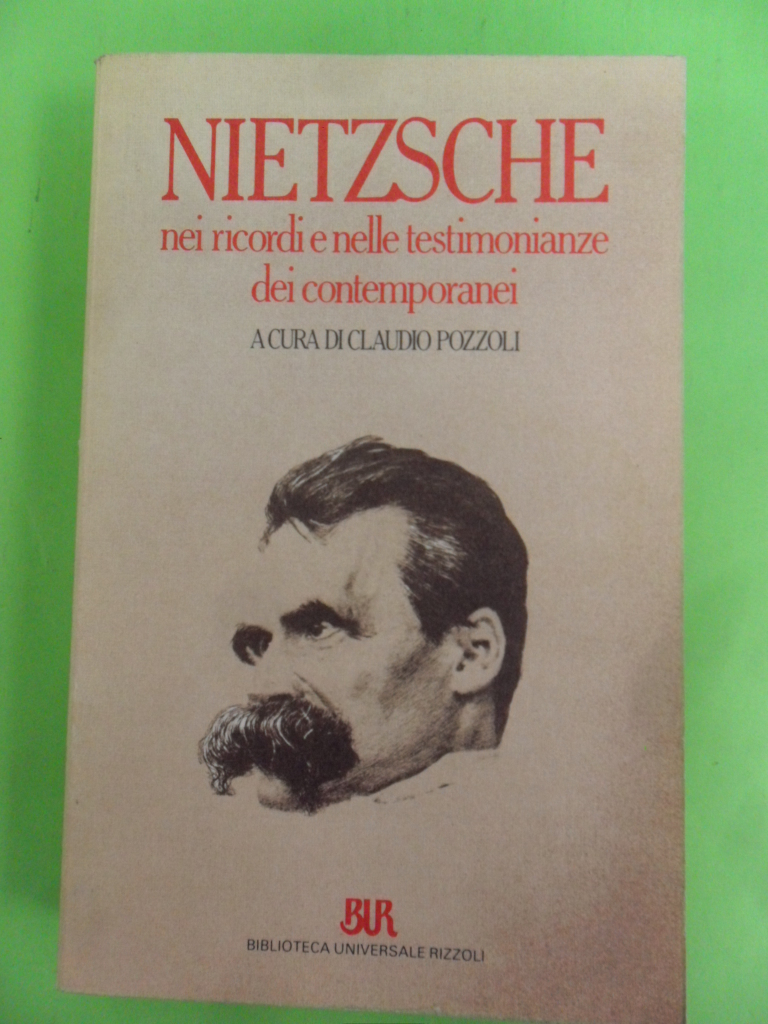 NIETZSCHE
nei ricordi e nelle testimonianze
dei contemporanei
A CURA DI CLAUDIO POZZOLI
BUR
BIBLIOTECA UNIVERSALE RIZZOLI